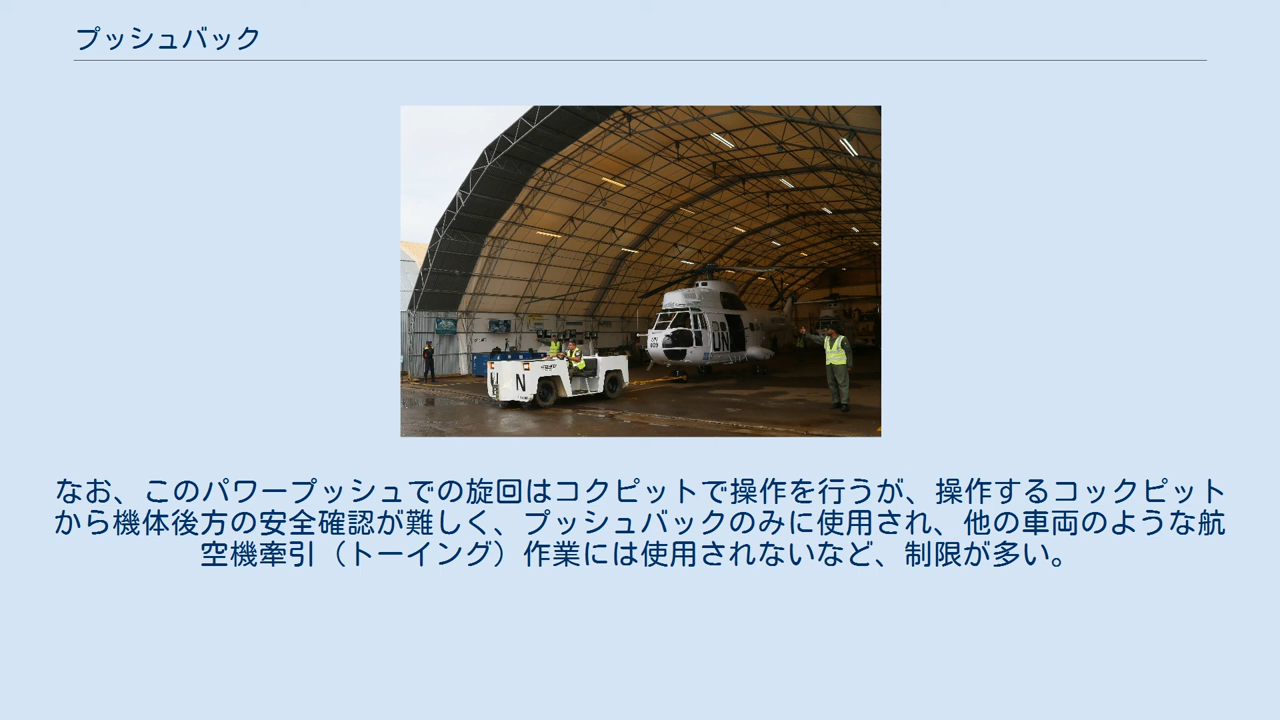 プッシュバック
UN
N
UN
なお、このパワープッシュでの旋回はコクピットで操作を行うが、操作するコックピット
から機体後方の安全確認が難しく、プッシュバックのみに使用され、他の車両のような航
空機牽引（トーイング）作業には使用されないなど、制限が多い。